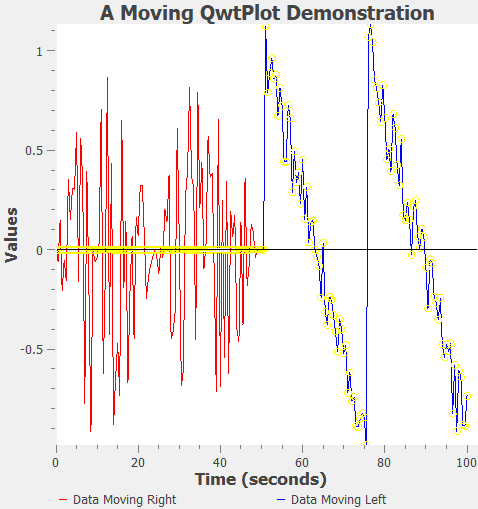 A Moving QwtPlot Demonstration
1
0.5
0
-0.5
Values
0 20 40 60 80 100
Time (seconds)
Data Moving Right Data Moving Left